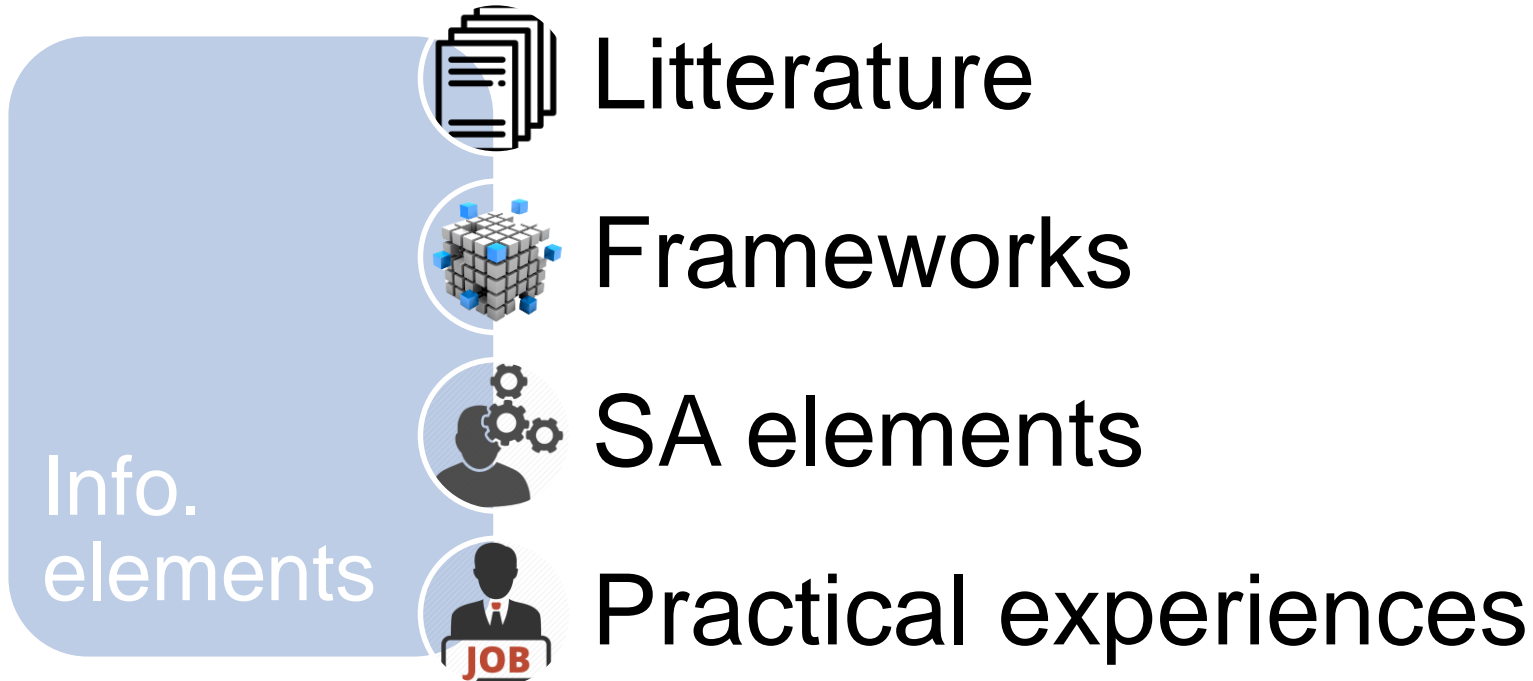 Litterature
Frameworks
SA elements
Practical experiences
Info.
elements
JOB